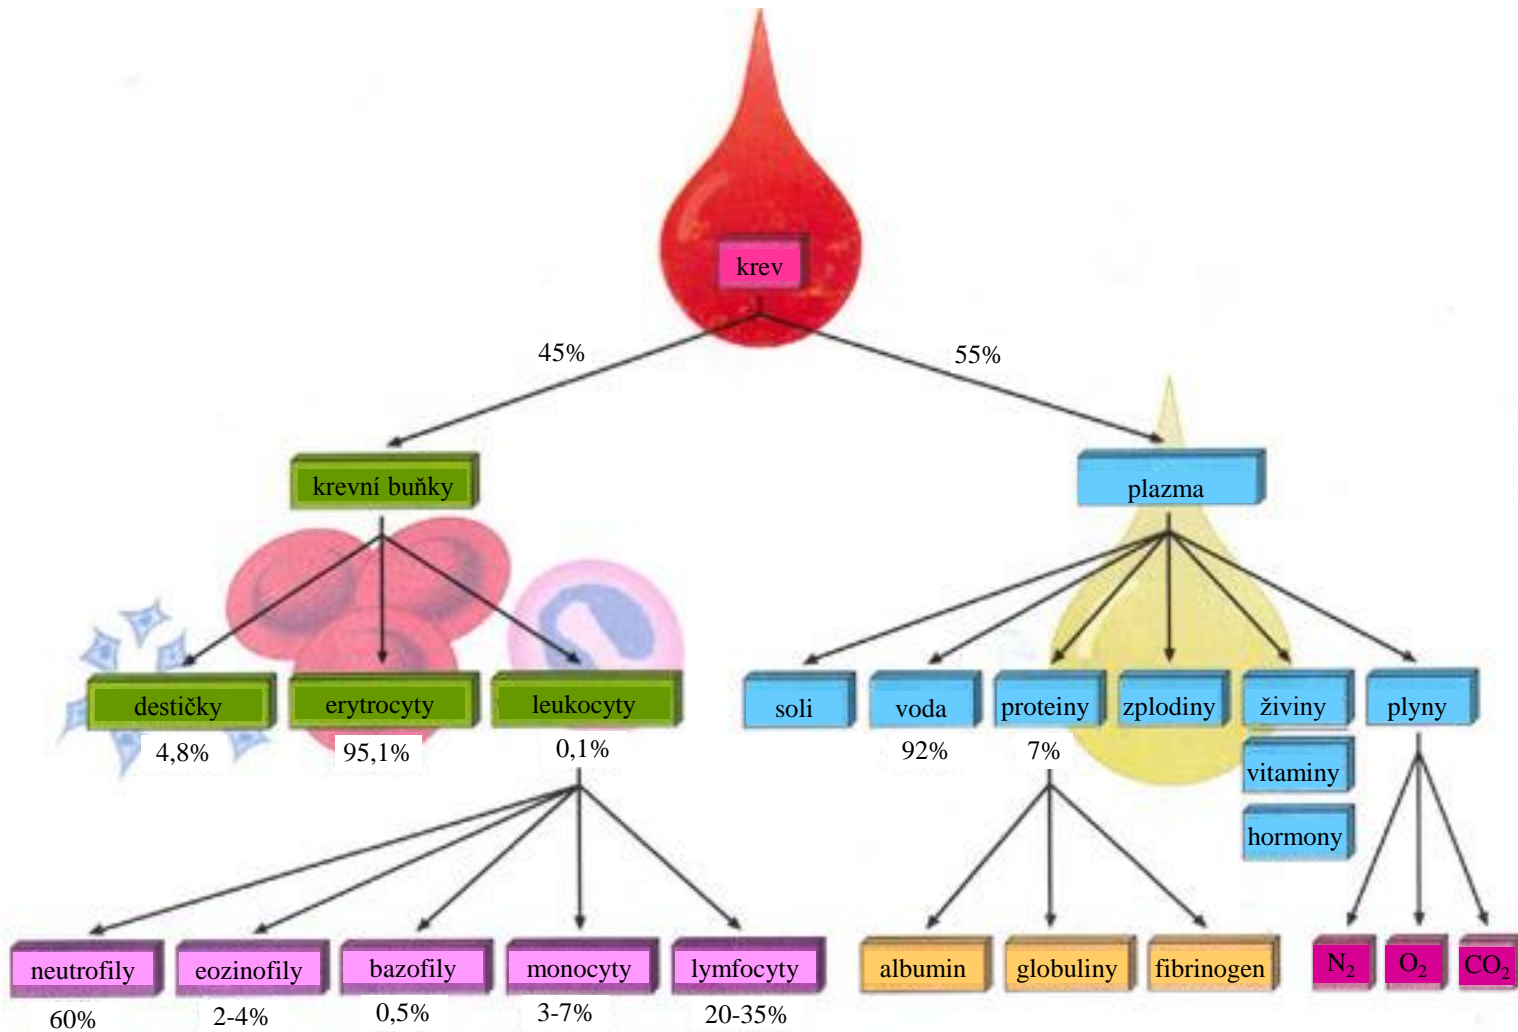 krev
45%
55%
krevní buňky
plazma
destičky
erytrocyty
leukocyty
soli
voda
proteiny
zplodiny
živiny
plyny
4,8%
95,1%
0,1%
92%
7%
vitaminy
hormony
neutrofily
eozinofily
bazofily
monocyty
lymfocyty
albumin
globuliny
fibrinogen
N₂
O₂
CO₂
60%
2-4%
0,5%
3-7%
20-35%